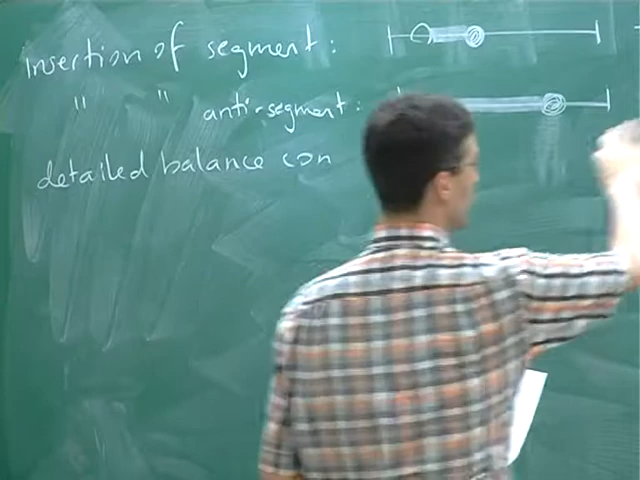 Insertion of segment :
" " anti-segment :
detailed balance con